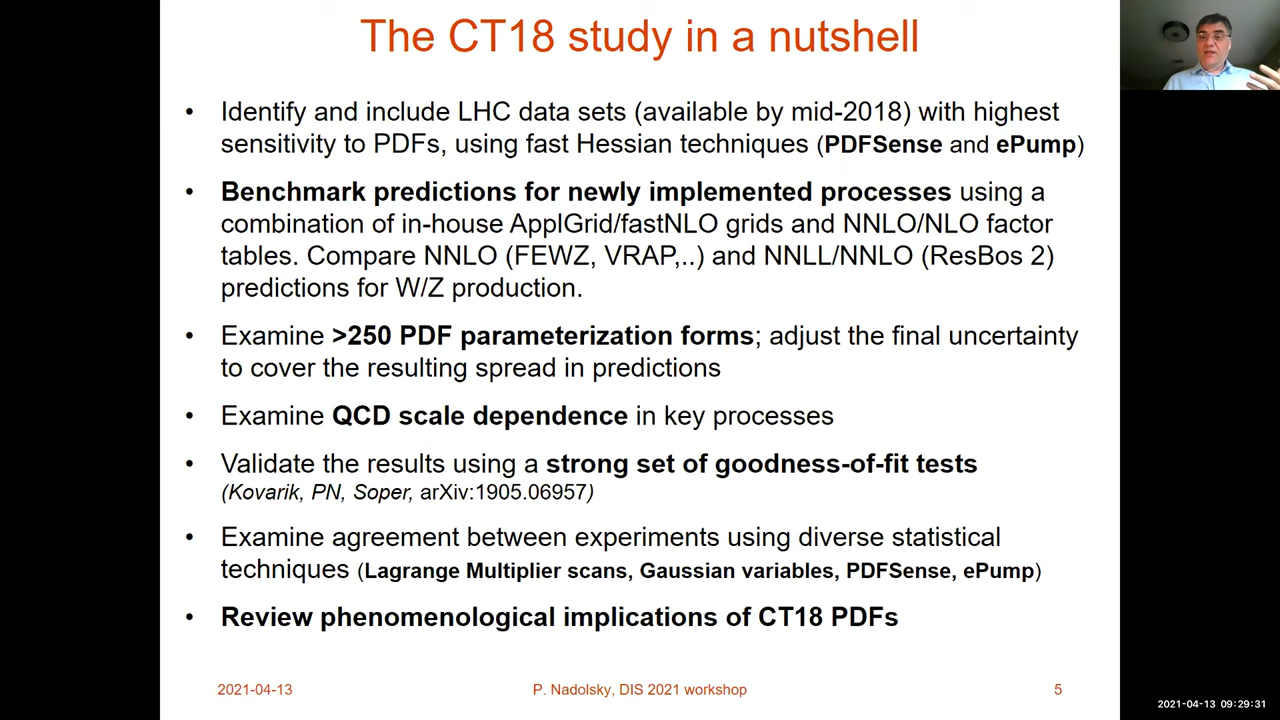 The CT18 study in a nutshell
• Identify and include LHC data sets (available by mid-2018) with highest
sensitivity to PDFs, using fast Hessian techniques (PDFSense and ePump)
• Benchmark predictions for newly implemented processes using a
combination of in-house ApplGrid/fastNLO grids and NNLO/NLO factor
tables. Compare NNLO (FEWZ, VRAP,..) and NNLL/NNLO (ResBos 2)
predictions for W/Z production.
• Examine >250 PDF parameterization forms; adjust the final uncertainty
to cover the resulting spread in predictions
• Examine QCD scale dependence in key processes
• Validate the results using a strong set of goodness-of-fit tests
(Kovarik, PN, Soper, arXiv:1905.06957)
• Examine agreement between experiments using diverse statistical
techniques (Lagrange Multiplier scans, Gaussian variables, PDFSense, ePump)
• Review phenomenological implications of CT18 PDFs
2021-04-13
P. Nadolsky, DIS 2021 workshop
5
2021-04-13 09:29:31